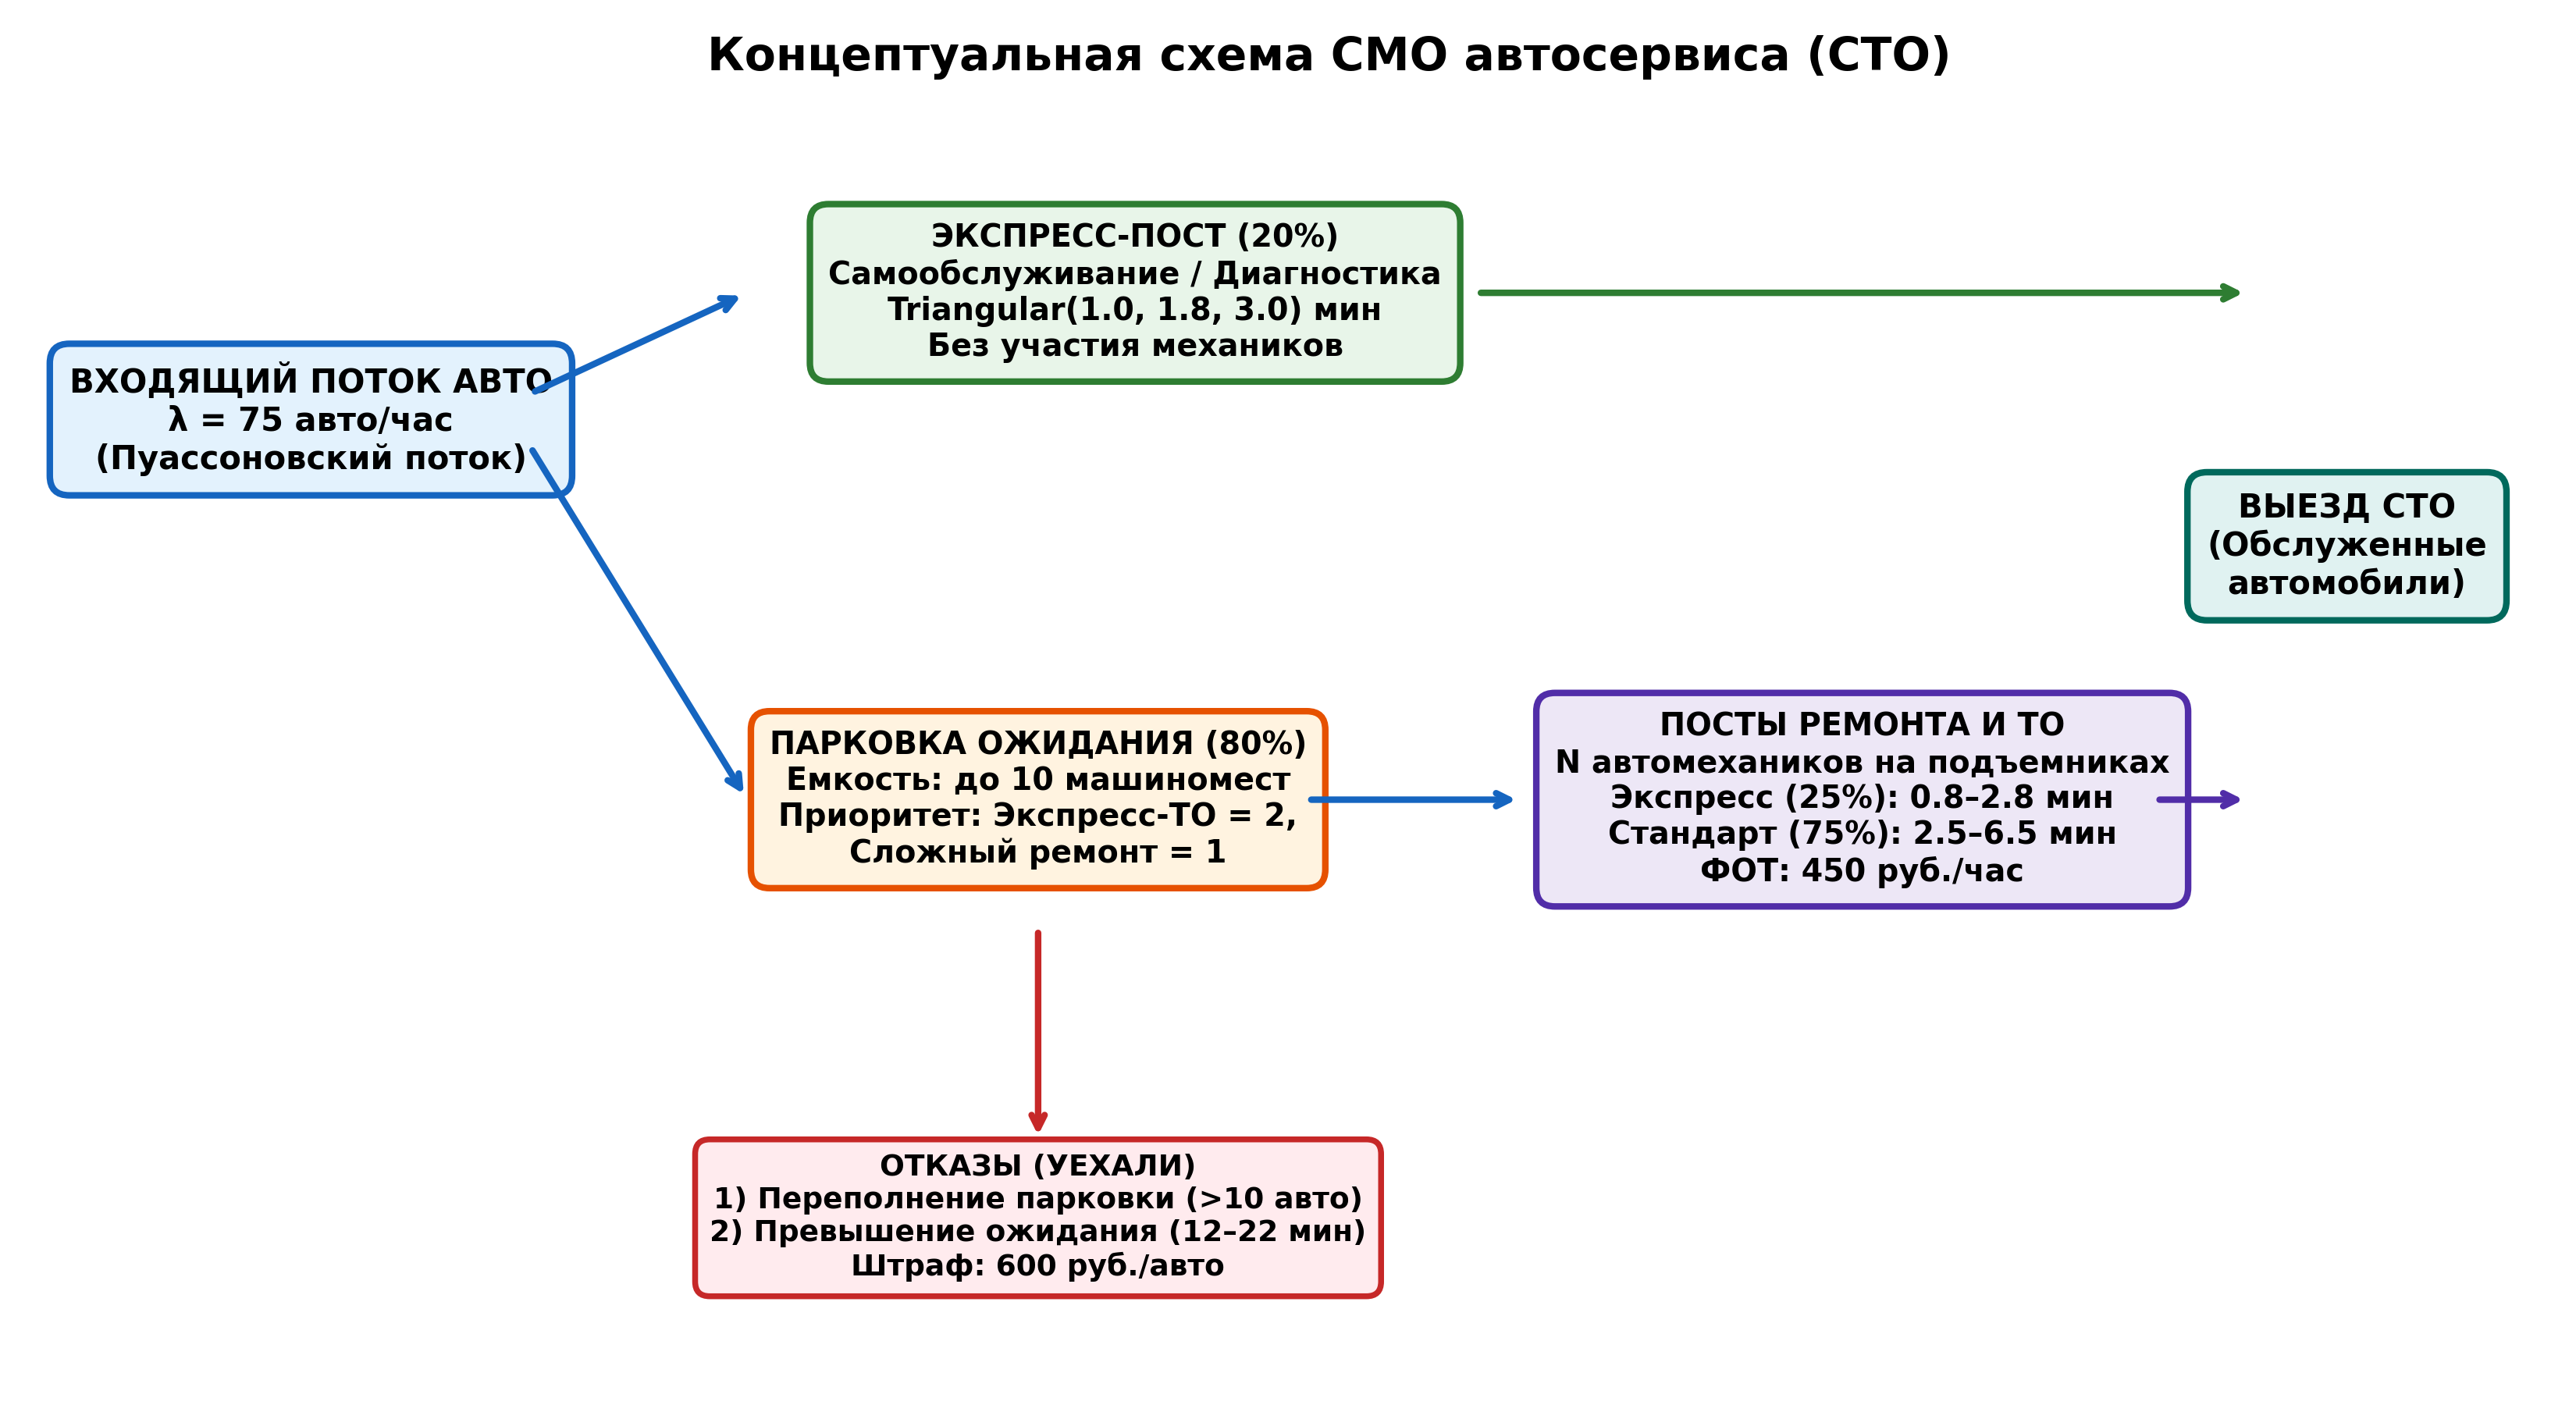 Концептуальная схема СМО автосервиса (СТО)
ЭКСПРЕСС-ПОСТ (20%)
Самообслуживание / Диагностика
Triangular(1.0, 1.8, 3.0) мин
Без участия механиков
ВХОДЯЩИЙ ПОТОК АВТО
λ = 75 авто/час
(Пуассоновский поток)
ВЫЕЗД СТО
(Обслуженные
автомобили)
ПАРКОВКА ОЖИДАНИЯ (80%)
Емкость: до 10 машиномест
Приоритет: Экспресс-ТО = 2,
Сложный ремонт = 1
ПОСТЫ РЕМОНТА И ТО
N автомехаников на подъемниках
Экспресс (25%): 0.8–2.8 мин
Стандарт (75%): 2.5–6.5 мин
ФОТ: 450 руб./час
ОТКАЗЫ (УЕХАЛИ)
1) Переполнение парковки (>10 авто)
2) Превышение ожидания (12–22 мин)
Штраф: 600 руб./авто